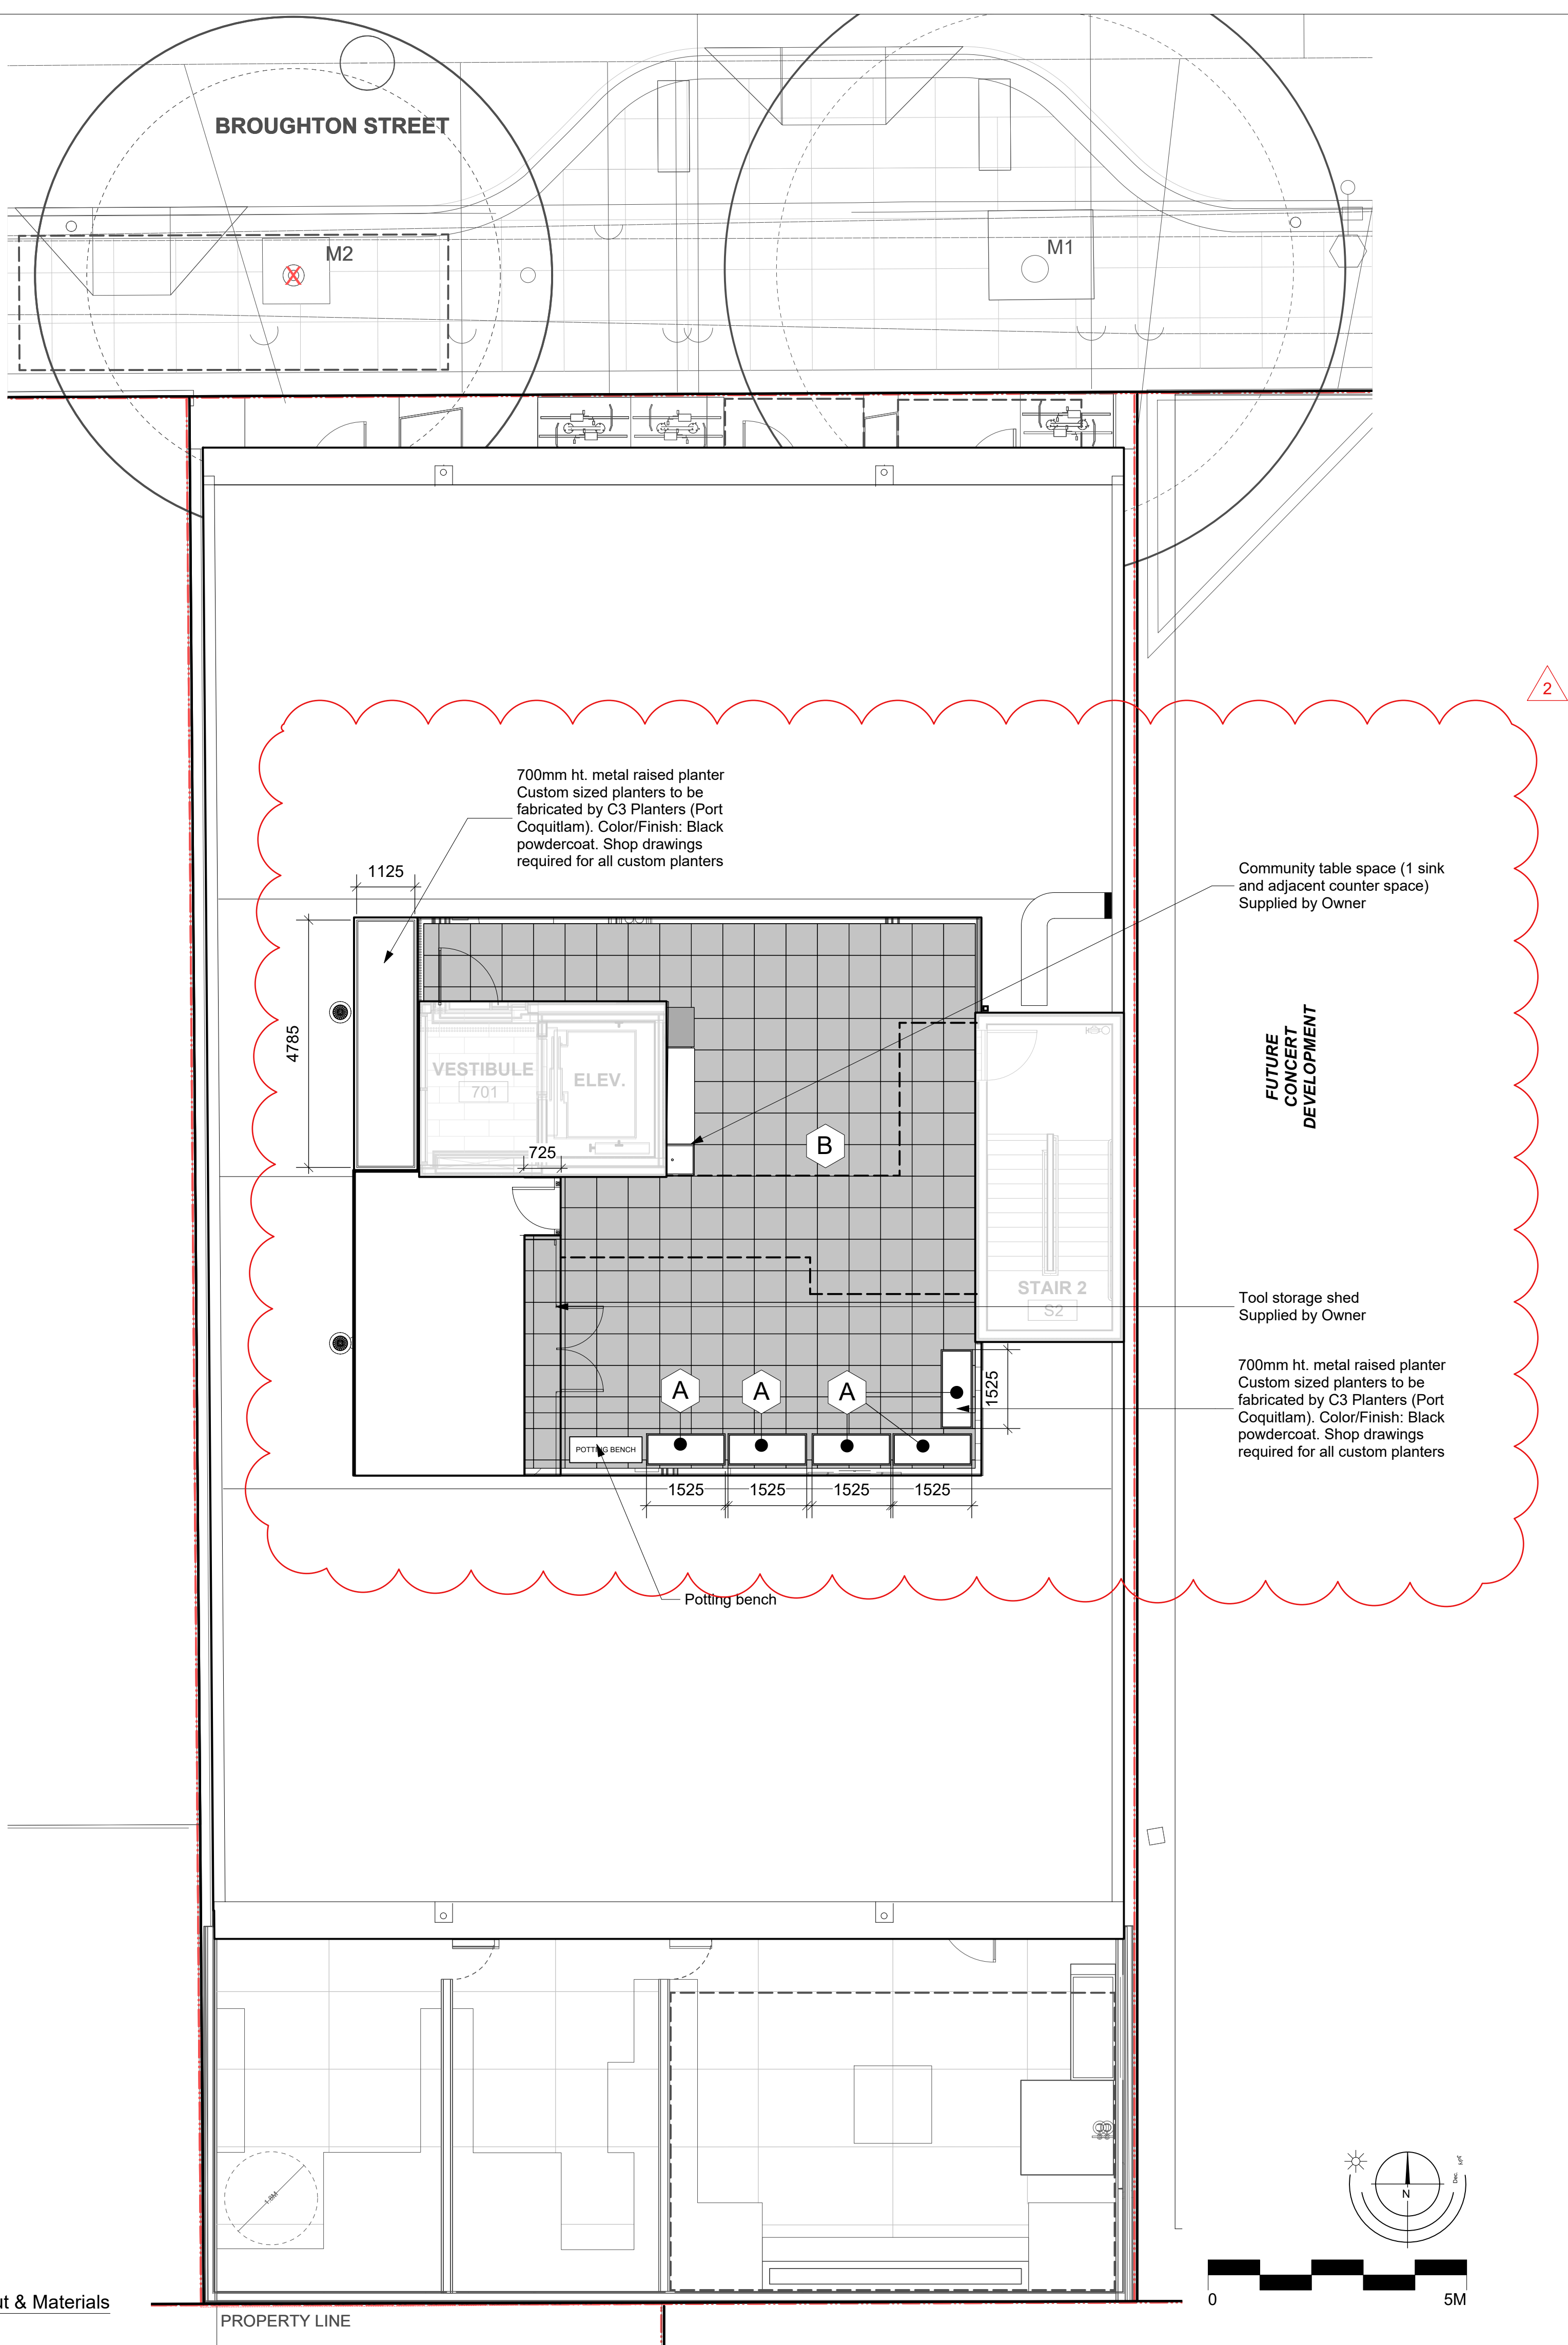 BROUGHTON STREET
M2
M1
2
700mm ht. metal raised planter
Custom sized planters to be
fabricated by C3 Planters (Port
Coquitlam). Color/Finish: Black
powdercoat. Shop drawings
required for all custom planters
1125
Community table space (1 sink
and adjacent counter space)
Supplied by Owner
4785
VESTIBULE
701
ELEV.
725
B
FUTURE
CONCERT
DEVELOPMENT
STAIR 2
S2
Tool storage shed
Supplied by Owner
700mm ht. metal raised planter
Custom sized planters to be
fabricated by C3 Planters (Port
Coquitlam). Color/Finish: Black
powdercoat. Shop drawings
required for all custom planters
A
A
A
1525
POTTING BENCH
1525
1525
1525
1525
Potting bench
1.8M
N
Dec.
0
5M
ut & Materials
PROPERTY LINE